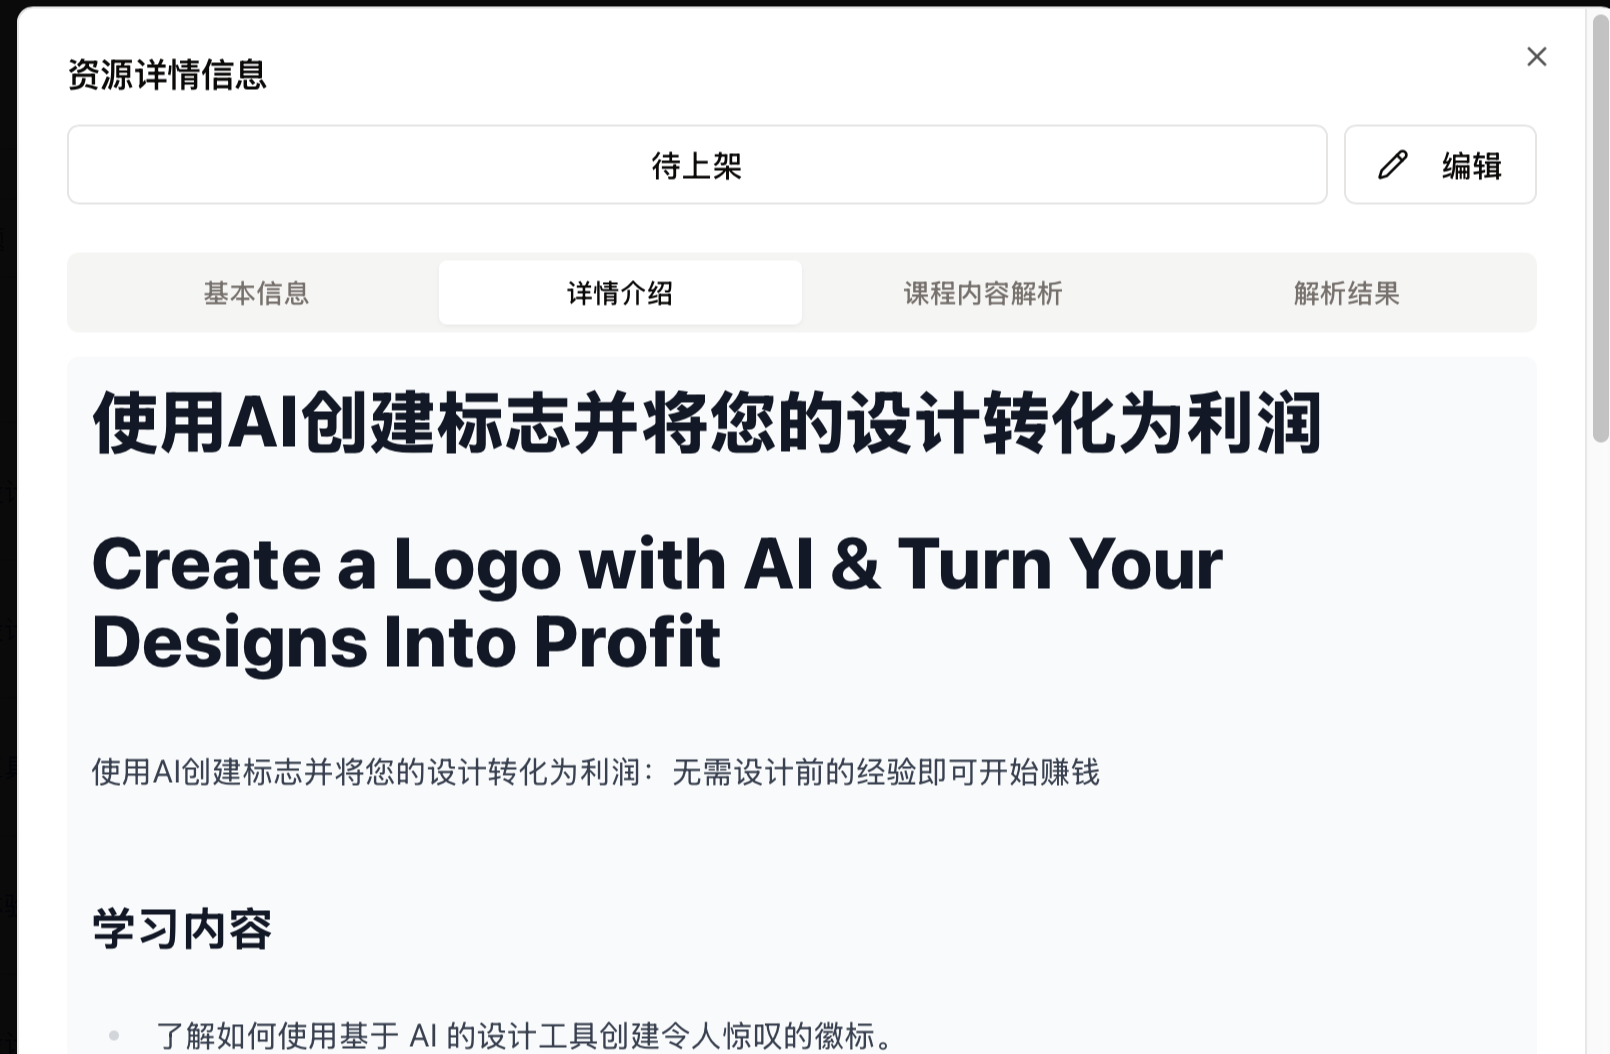 资源详情信息
待上架
编辑
基本信息
详情介绍
课程内容解析
解析结果
使用AI创建标志并将您的设计转化为利润
Create a Logo with AI & Turn Your
Designs Into Profit
使用AI创建标志并将您的设计转化为利润：无需设计前的经验即可开始赚钱
学习内容
了解如何使用基于 AI 的设计工具创建令人惊叹的徽标。